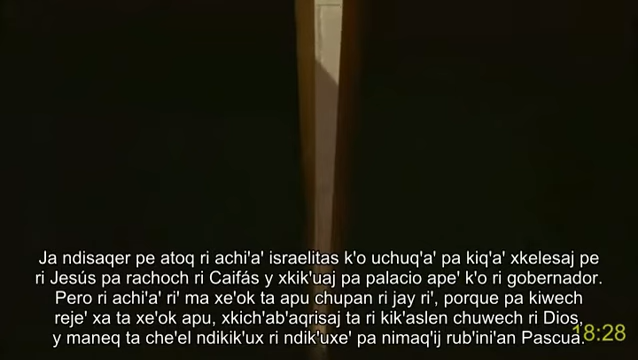 Ja ndisaqer pe atoq ri achi'a' israelitas k'o uchuq'a' pa kiq'a' xkelesaj pe
ri Jesús pa rachoch ri Caifás y xkik'uaj pa palacio ape' k'o ri gobernador.
Pero ri achi'a' ri' ma xe'ok ta apu chupan ri jay ri', porque pa kiwech
reje' xa ta xe'ok apu, xkich'ab'aqrisaj ta ri kik'aslen chuwech ri Dios,
y maneq ta che'el ndikik'ux ri ndik'uxe' pa nimaq'ij rub'ini'an Pascua.
18:28